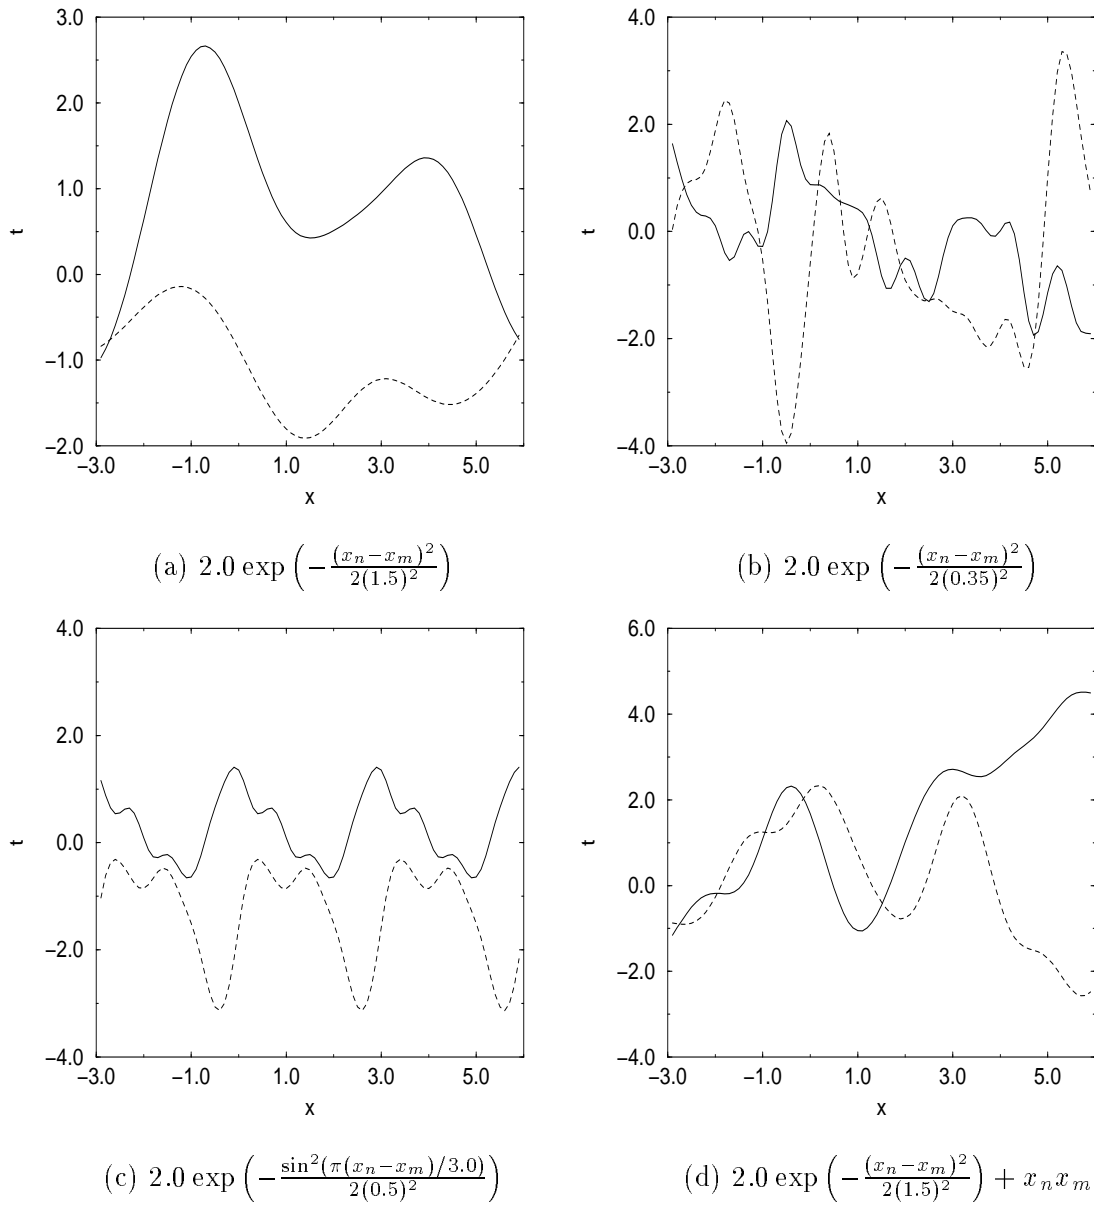 3.0
2.0
1.0
0.0
−1.0
−2.0
t
−3.0 −1.0 1.0 3.0 5.0
x
(a) 2.0 exp (−(x_n−x_m)^2/2(1.5)^2)
4.0
2.0
0.0
−2.0
−4.0
t
−3.0 −1.0 1.0 3.0 5.0
x
(b) 2.0 exp (−(x_n−x_m)^2/2(0.35)^2)
4.0
2.0
0.0
−2.0
−4.0
t
−3.0 −1.0 1.0 3.0 5.0
x
(c) 2.0 exp (−sin^2(π(x_n−x_m)/3.0)/2(0.5)^2)
6.0
4.0
2.0
0.0
−2.0
−4.0
t
−3.0 −1.0 1.0 3.0 5.0
x
(d) 2.0 exp (−(x_n−x_m)^2/2(1.5)^2) + x_n x_m